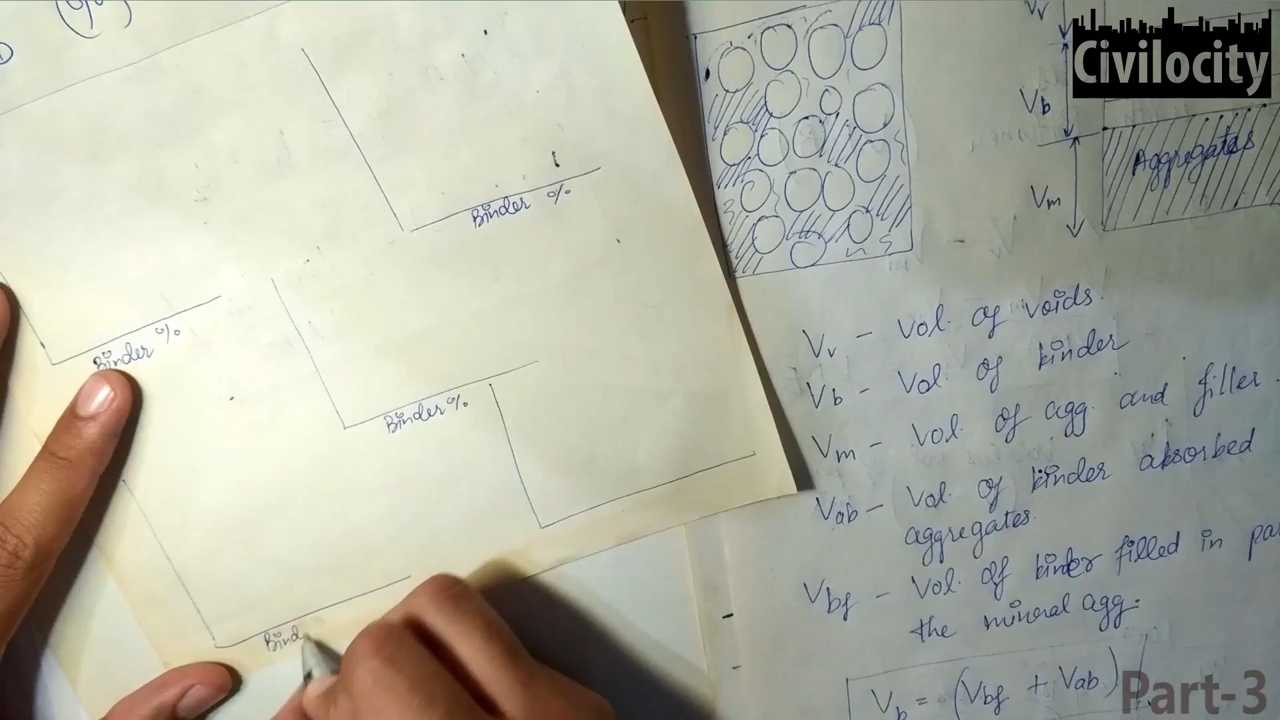 Civilocity
Vv
Vb
Aggregates
Vm
Binder %
Binder %
Binder %
Bind
Vv - Vol. of voids.
Vb - Vol. of binder
Vm - Vol. of agg. and filler.
Vab - Vol. of binder absorbed
aggregates.
Vbf - Vol. of binder filled in
the mineral agg.
Vb = (Vbf + Vab)
Part-3